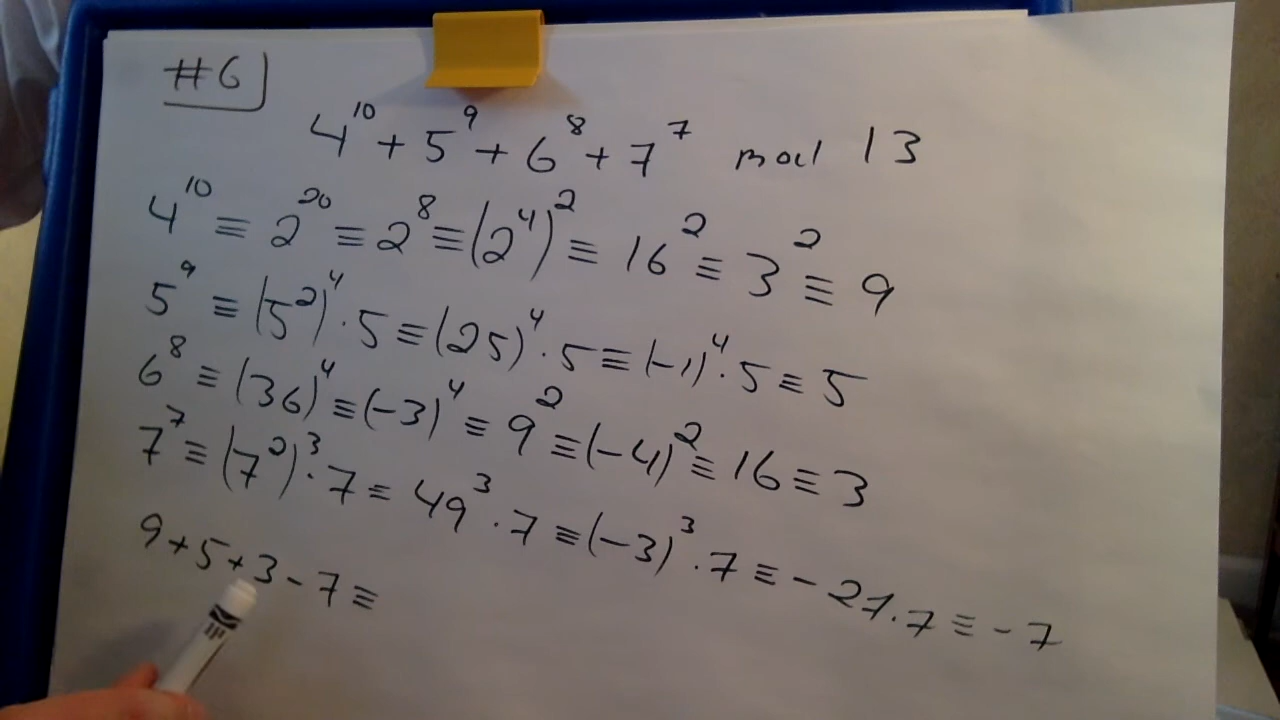 #6
4^10 + 5^9 + 6^8 + 7^7 mod 13
4^10 ≡ 2^20 ≡ 2^8 ≡ (2^4)^2 ≡ 16^2 ≡ 3^2 ≡ 9
5^9 ≡ (5^2)^4 · 5 ≡ (25)^4 · 5 ≡ (-1)^4 · 5 ≡ 5
6^8 ≡ (36)^4 ≡ (-3)^4 ≡ 9^2 ≡ (-4)^2 ≡ 16 ≡ 3
7^7 ≡ (7^2)^3 · 7 ≡ 49^3 · 7 ≡ (-3)^3 · 7 ≡ -27 · 7 ≡ -7
9 + 5 + 3 - 7 ≡